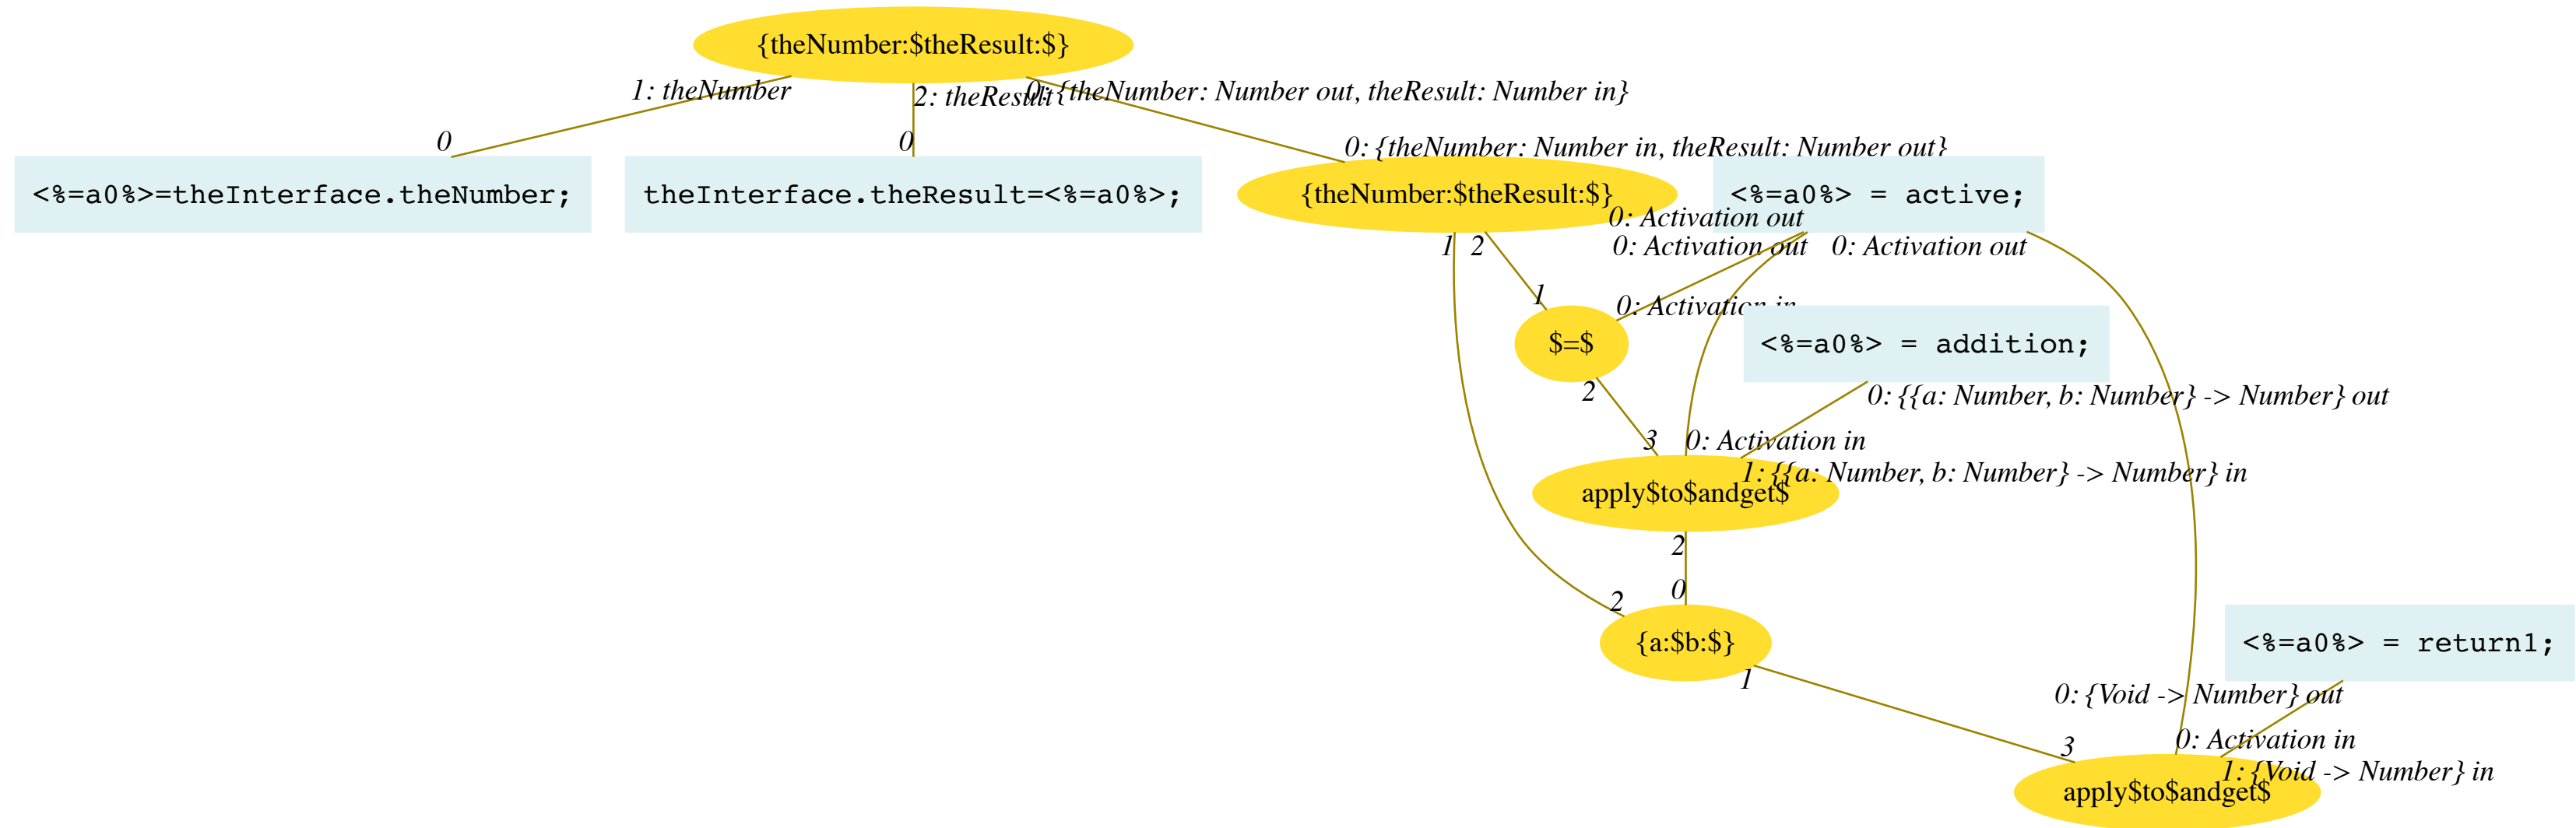 {theNumber:$theResult:$}
1: theNumber
2: theResult
0: {theNumber: Number out, theResult: Number in}
0
0
0: {theNumber: Number in, theResult: Number out}
<%=a0%>=theInterface.theNumber;
theInterface.theResult=<%=a0%>;
{theNumber:$theResult:$}
<%=a0%> = active;
0: Activation out
1
2
0: Activation out
0: Activation out
1
0: Activation in
$=$
<%=a0%> = addition;
2
0: {{a: Number, b: Number} -> Number} out
3
0: Activation in
1: {{a: Number, b: Number} -> Number} in
apply$to$andget$
2
0
2
{a:$b:$}
<%=a0%> = return1;
1
0: {Void -> Number} out
3
0: Activation in
1: {Void -> Number} in
apply$to$andget$